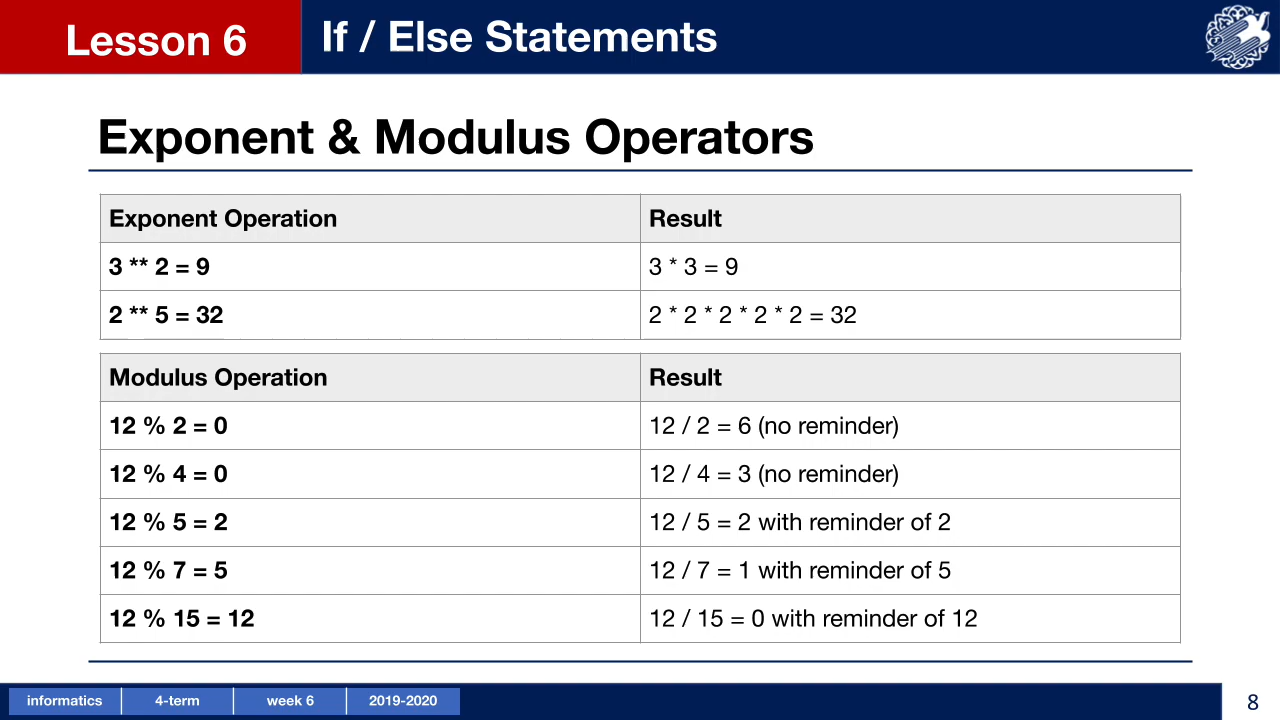 Lesson 6
If / Else Statements
Exponent & Modulus Operators
Exponent Operation Result
3 ** 2 = 9 3 * 3 = 9
2 ** 5 = 32 2 * 2 * 2 * 2 * 2 = 32
Modulus Operation Result
12 % 2 = 0 12 / 2 = 6 (no reminder)
12 % 4 = 0 12 / 4 = 3 (no reminder)
12 % 5 = 2 12 / 5 = 2 with reminder of 2
12 % 7 = 5 12 / 7 = 1 with reminder of 5
12 % 15 = 12 12 / 15 = 0 with reminder of 12
informatics 4-term week 6 2019-2020 8